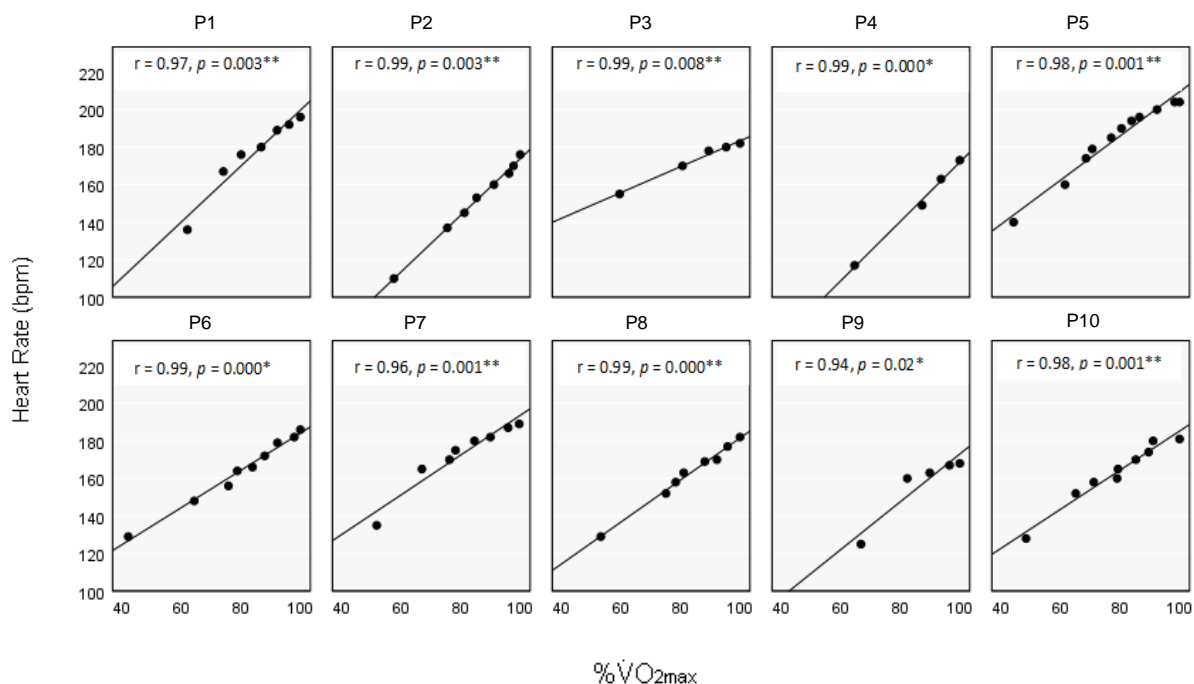 P1 P2 P3 P4 P5
r = 0.97, p = 0.003** r = 0.99, p = 0.003** r = 0.99, p = 0.008** r = 0.99, p = 0.000* r = 0.98, p = 0.001**
220
200
180
160
140
120
100
P6 P7 P8 P9 P10
r = 0.99, p = 0.000* r = 0.96, p = 0.001** r = 0.99, p = 0.000** r = 0.94, p = 0.02* r = 0.98, p = 0.001**
220
200
180
160
140
120
100
40 60 80 100 40 60 80 100 40 60 80 100 40 60 80 100 40 60 80 100
Heart Rate (bpm)
%V̇O2max